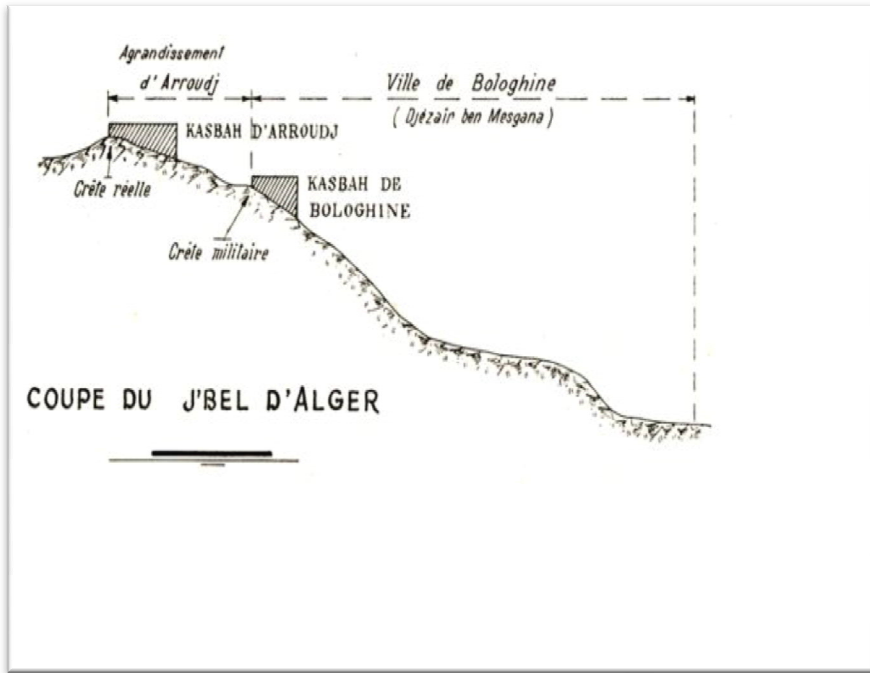 Agrandissement
d'Arroudj
Ville de Bologhine
( Djézaïr ben Mesgana )
KASBAH D'ARROUDJ
Crête réelle
KASBAH DE
BOLOGHINE
Crête militaire
COUPE DU J'BEL D'ALGER